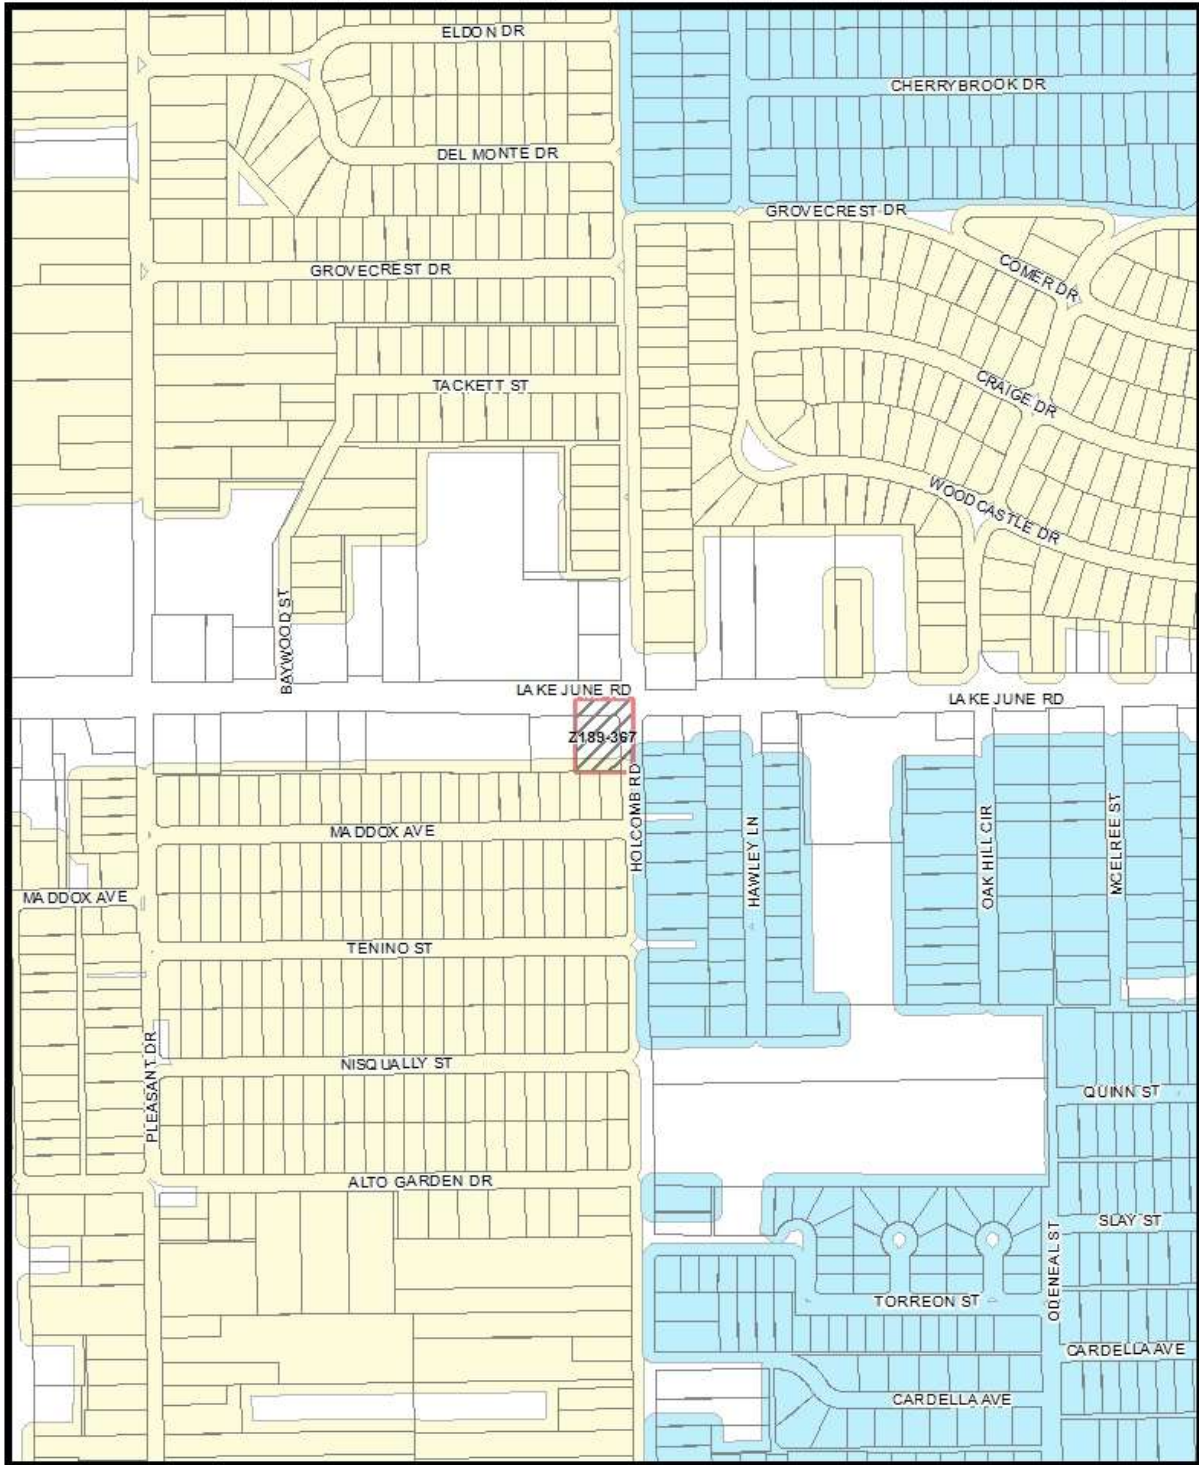 ELDON DR
CHERRYBROOK DR
DEL MONTE DR
GROVECREST DR
GROVECREST DR
COMER DR
TACKETT ST
CRAIGE DR
WOODCASTLE DR
BAYWOOD ST
LAKE JUNE RD
LAKE JUNE RD
Z189-367
HOLCOMB RD
MADDOX AVE
HAWLEY LN
OAK HILL CIR
MCELREE ST
MADDOX AVE
TENINO ST
PLEASANT DR
NISQUALLY ST
QUINN ST
ALTO GARDEN DR
SLAY ST
ODENEAL ST
TORREON ST
CARDELLA AVE
CARDELLA AVE